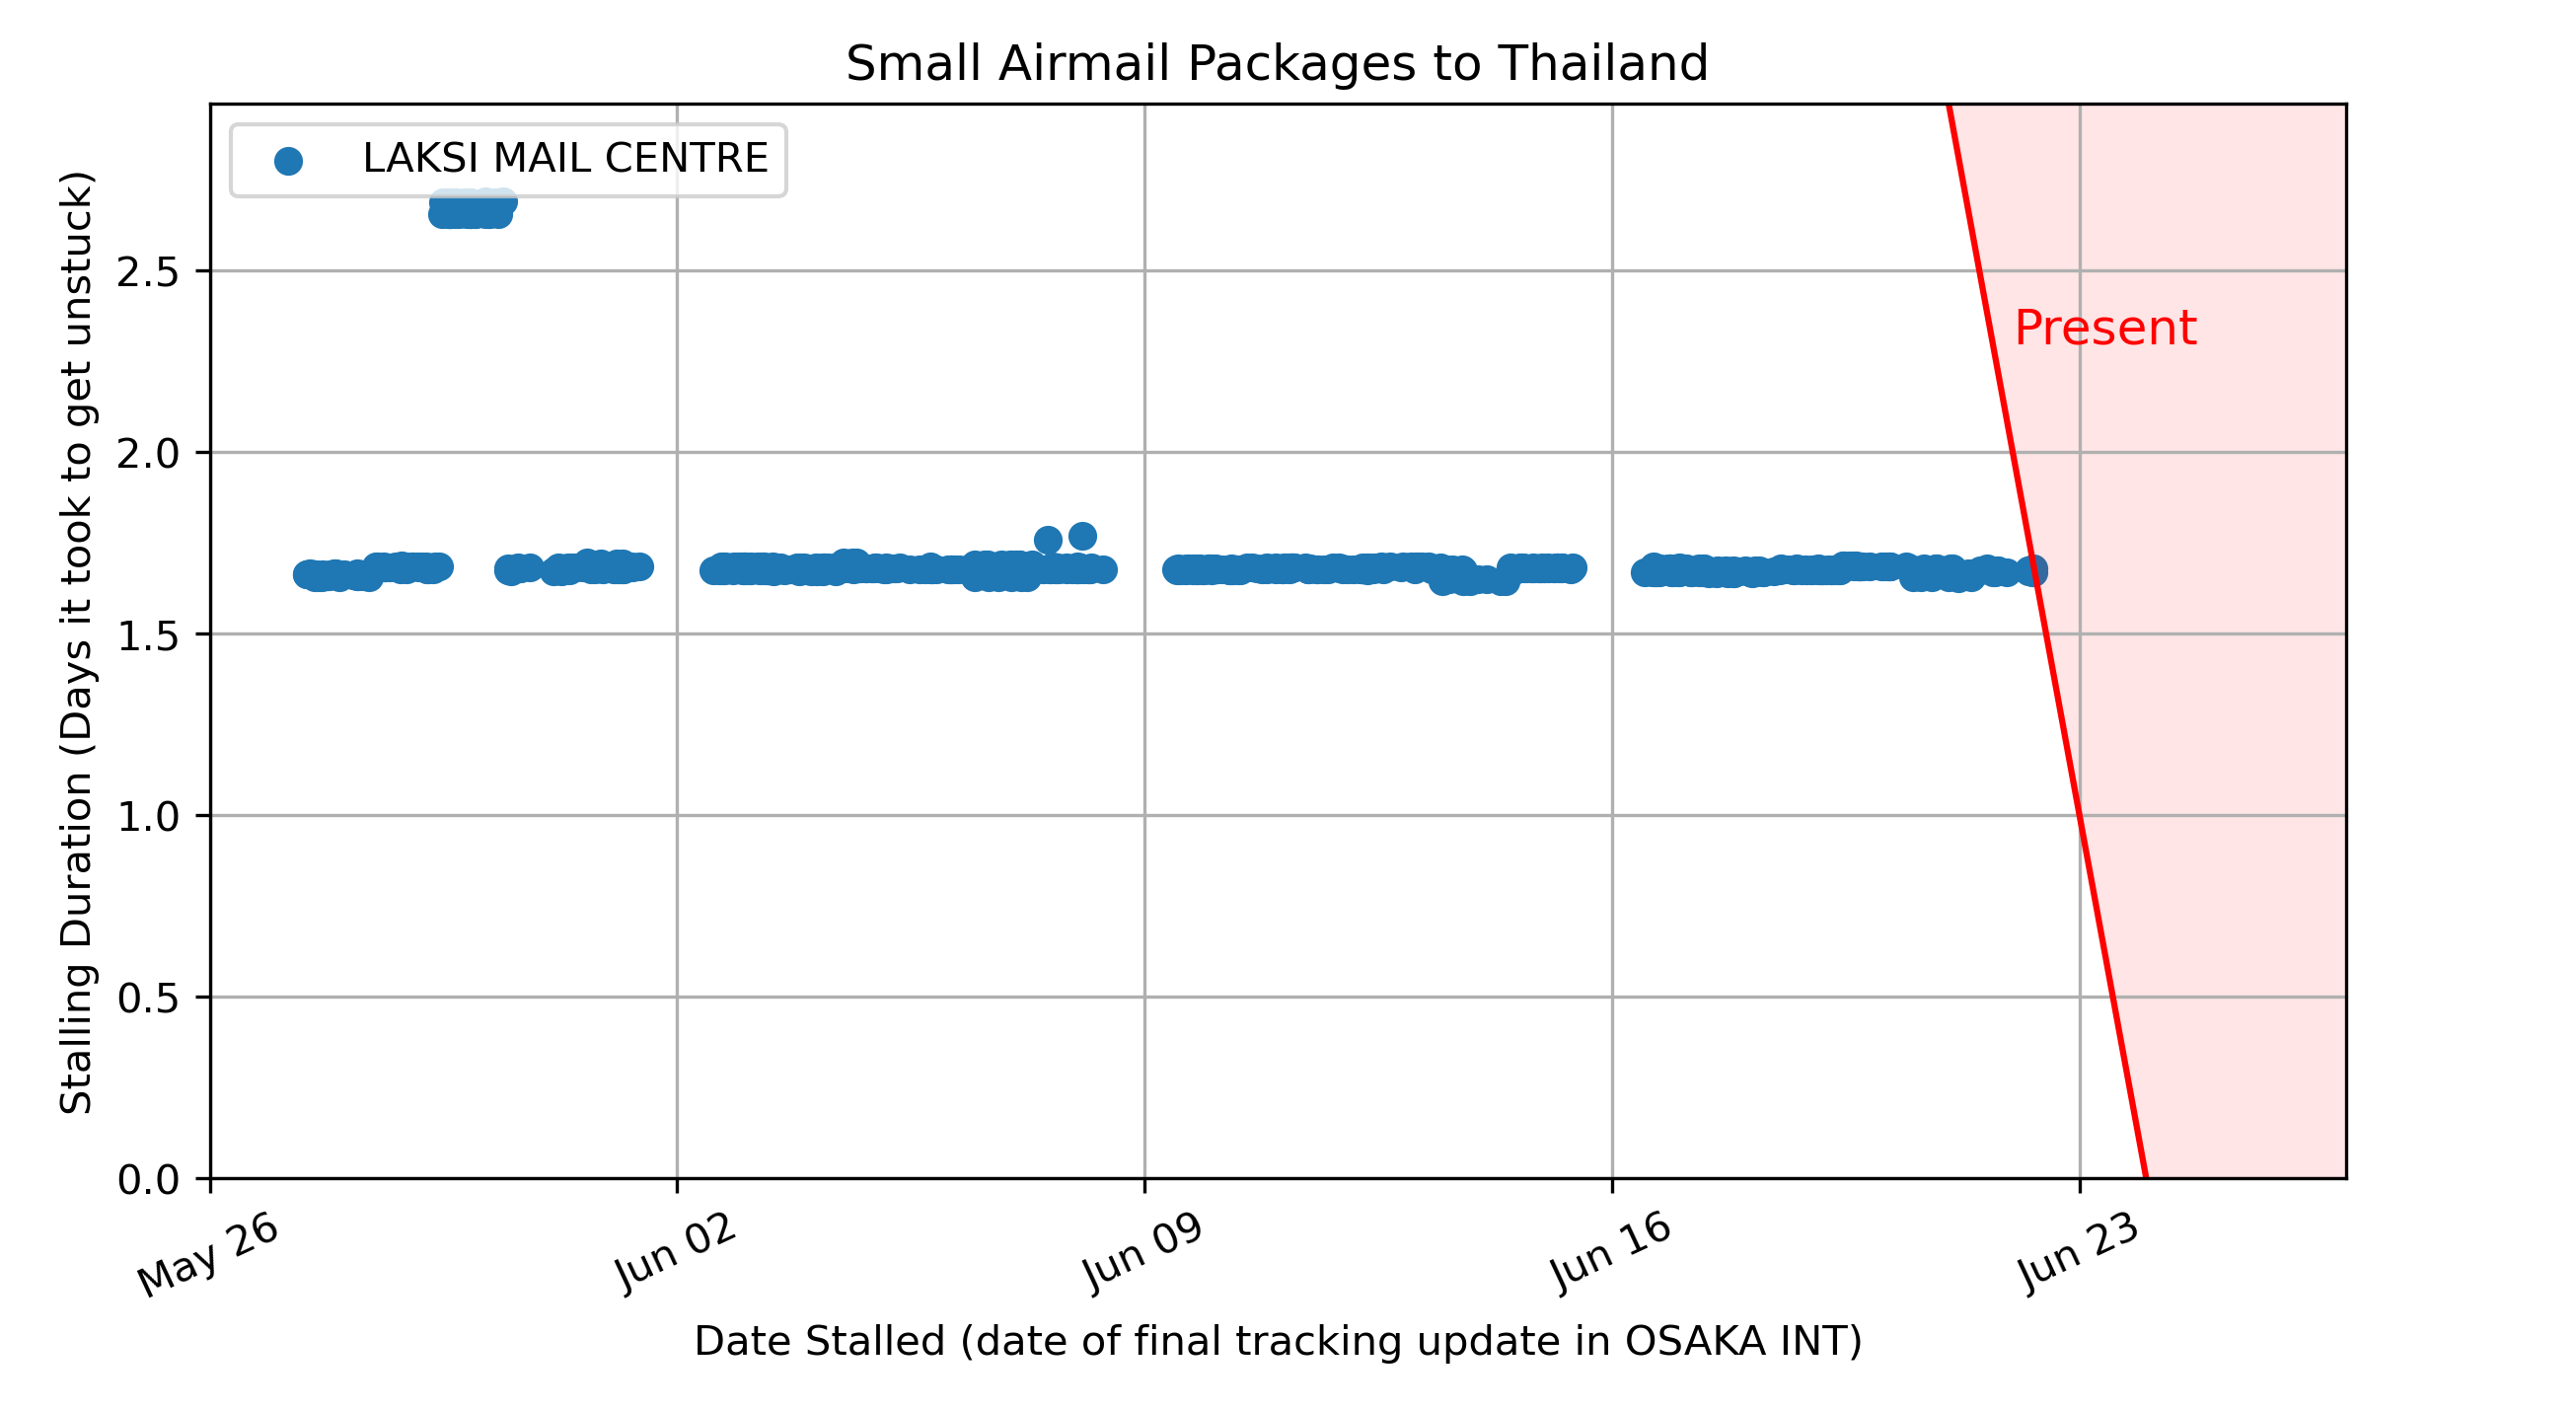 Small Airmail Packages to Thailand
LAKSI MAIL CENTRE
Present
Stalling Duration (Days it took to get unstuck)
2.5
2.0
1.5
1.0
0.5
0.0
May 26
Jun 02
Jun 09
Jun 16
Jun 23
Date Stalled (date of final tracking update in OSAKA INT)